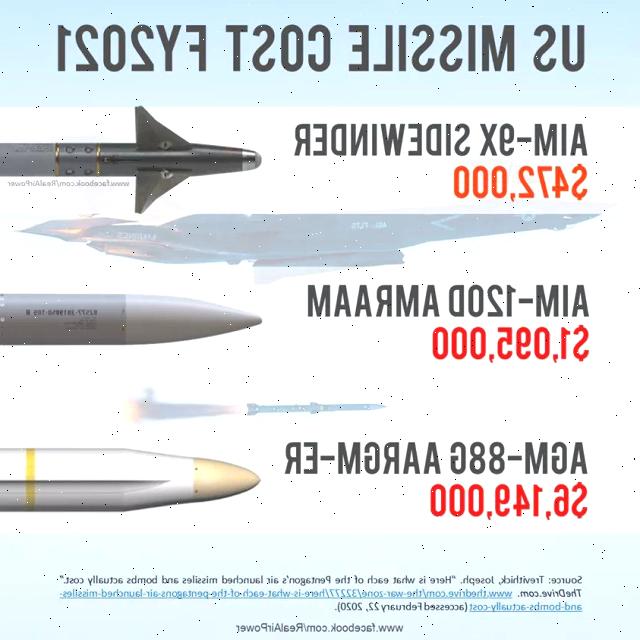 US MISSILE COST FY2021
AIM-9X SIDEWINDER
$472,000
www.facebook.com/RealAirPower
MARINES
AIM-120D AMRAAM
$1,095,000
AGM-88G AARGM-ER
$6,149,000
Source: Trevithick, Joseph. "Here is what each of the Pentagon's air launched missiles and bombs actually cost."
TheDrive.com. www.thedrive.com/the-war-zone/32277/here-is-what-each-of-the-pentagons-air-launched-missiles-
and-bombs-actually-cost (accessed February 22, 2020).
www.facebook.com/RealAirPower